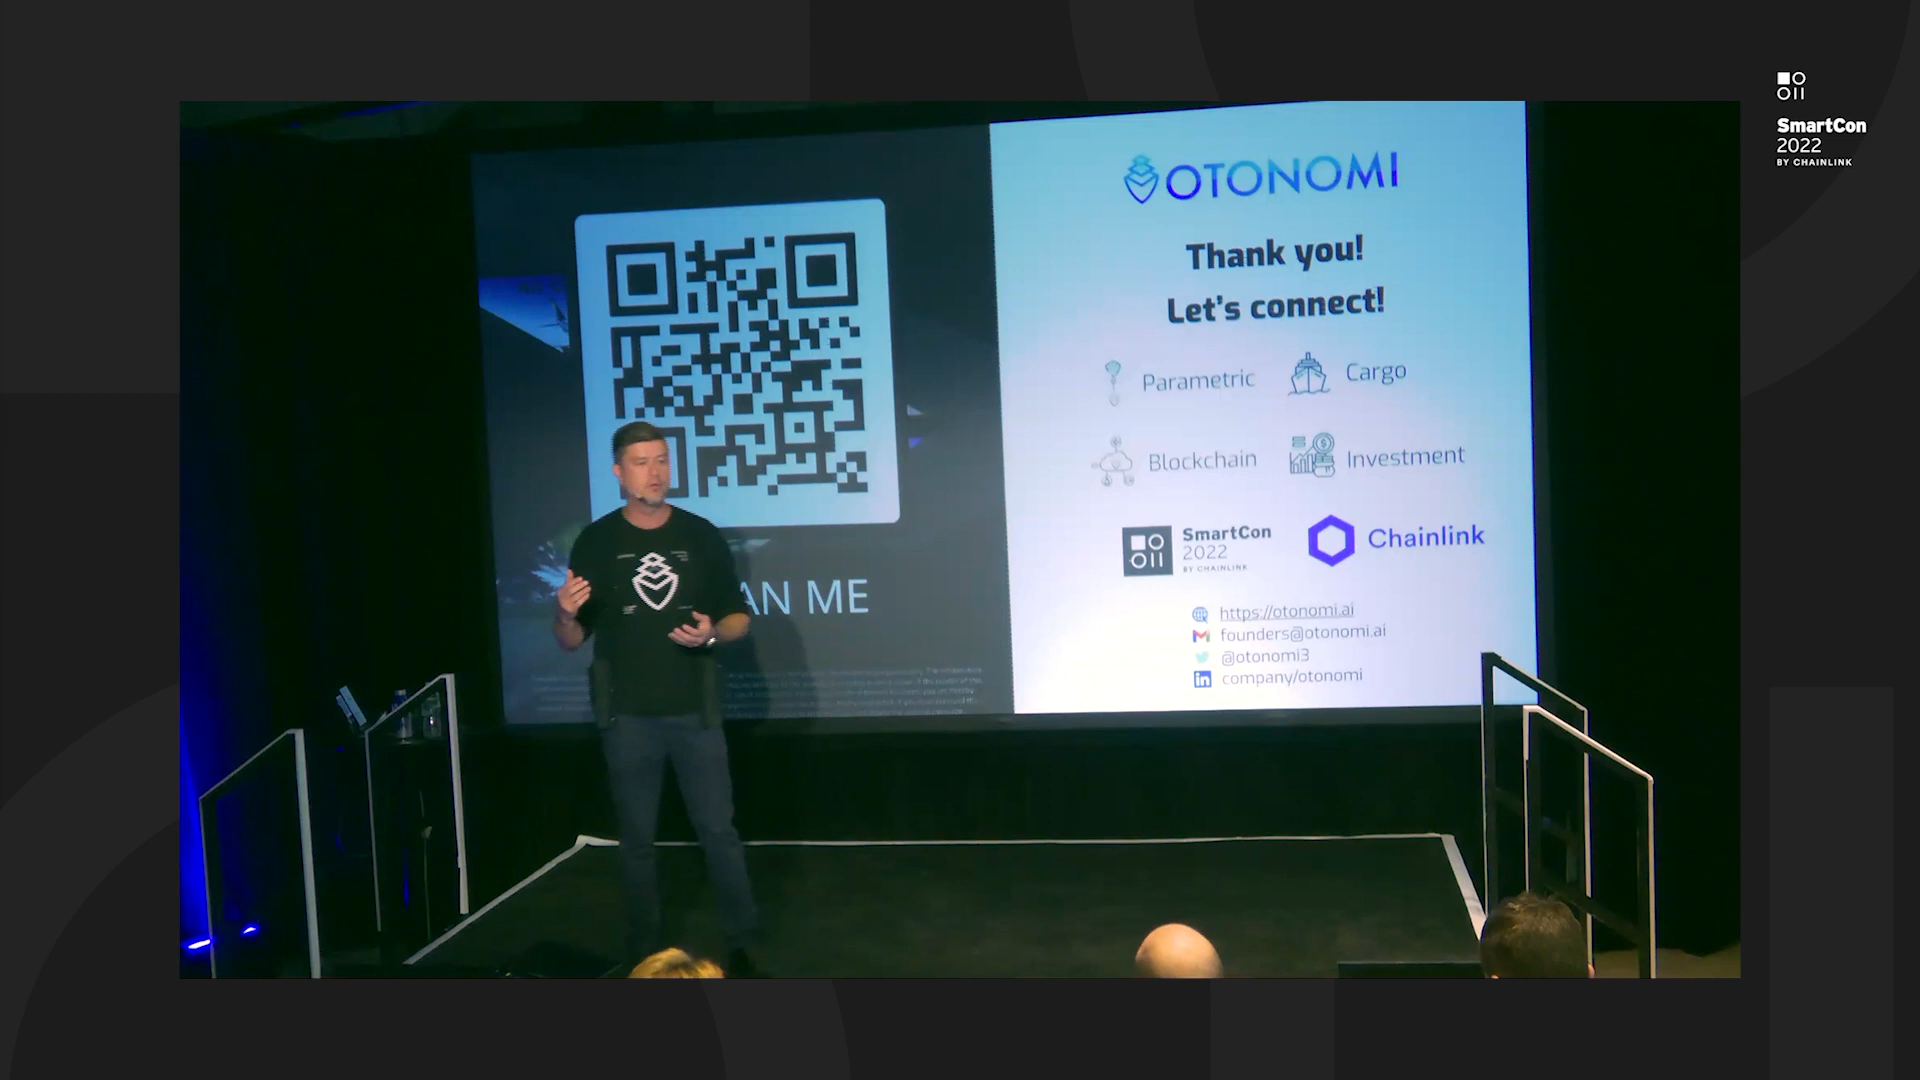 SmartCon
2022
BY CHAINLINK
OTONOMI
Thank you!
Let's connect!
Parametric
Cargo
Blockchain
Investment
SmartCon
2022
BY CHAINLINK
Chainlink
https://otonomi.ai
founders@otonomi.ai
@otonomi3
company/otonomi
AN ME